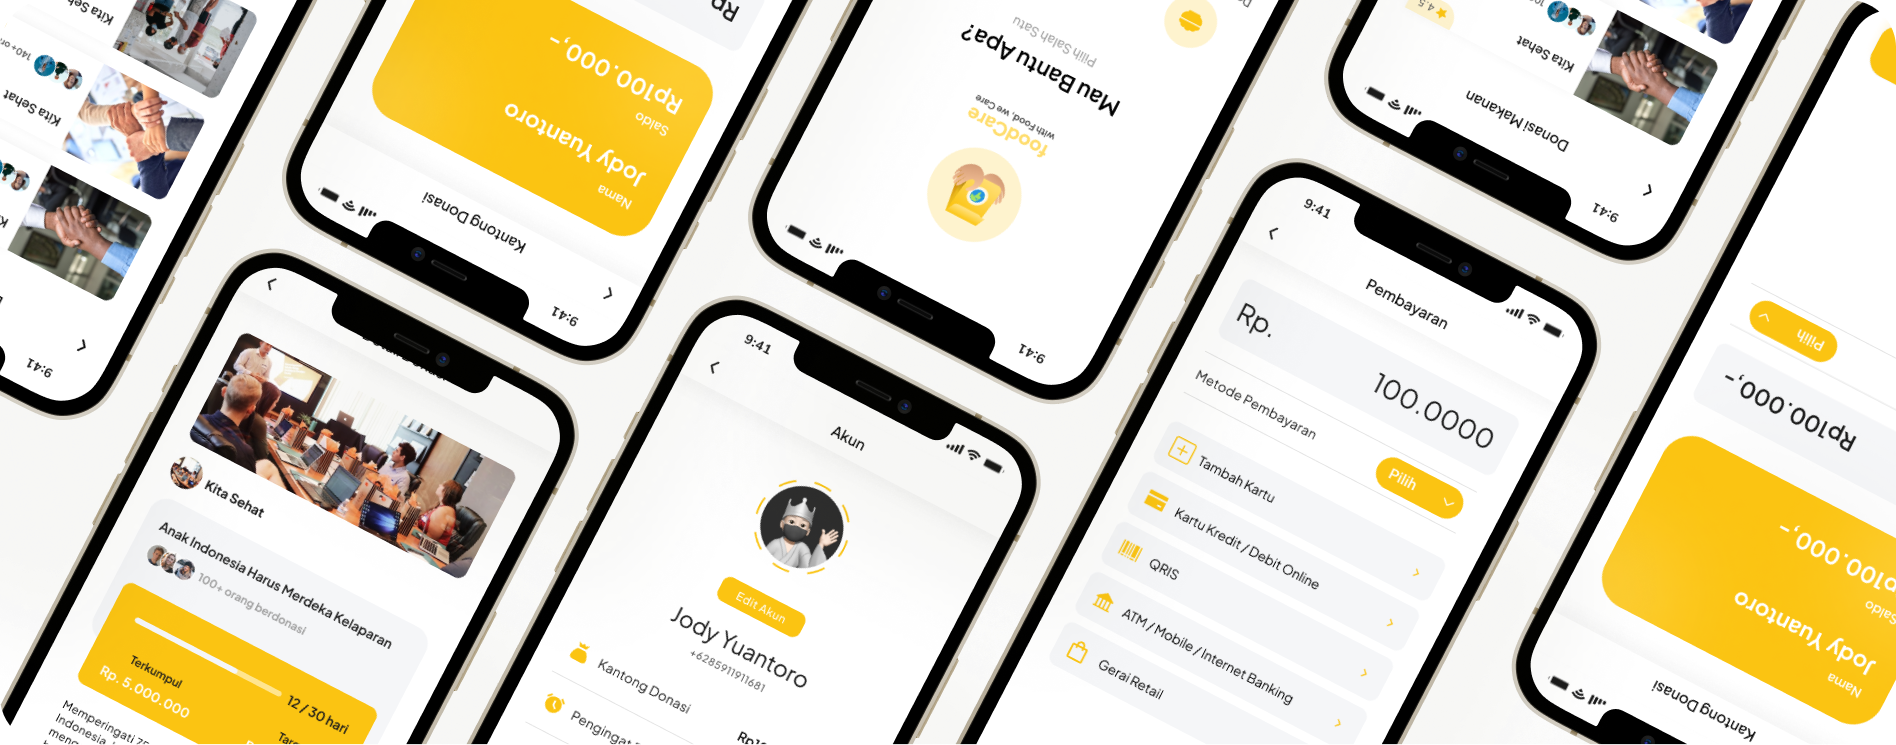 Kita Sehat
140+ or
Kita Sehat
9:41
Rp
Rp100.000,-
Saldo
Jody Yuantoro
Nama
Kantong Donasi
9:41
Mau Bantu Apa?
Pilih Salah Satu
foodCare
with Food, we Care
9:41
4,5
Kita Sehat
Donasi Makanan
9:41
Kita Sehat
Anak Indonesia Harus Merdeka Kelaparan
100+ orang berdonasi
Terkumpul
12 / 30 hari
Rp. 5.000.000
Memperingati 75
Indonesia,
9:41
Akun
Edit Akun
Jody Yuantoro
+6285911911681
Kantong Donasi
Pengingat
9:41
Pembayaran
Rp.
100.0000
Metode Pembayaran
Pilih
Tambah Kartu
Kartu Kredit / Debit Online
QRIS
ATM / Mobile / Internet Banking
Gerai Retail
Pilih
Rp100.000,-
Rp100.000,-
Saldo
Jody Yuantoro
Nama
Kantong Donasi